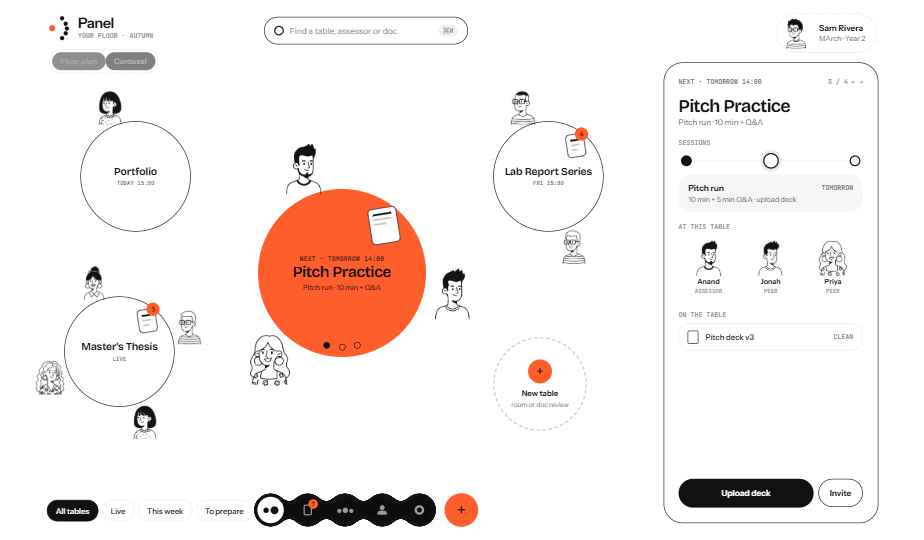 Panel
YOUR FLOOR · AUTUMN
Find a table, assessor or doc
⌘K
Sam Rivera
MArch · Year 2
Floor plan
Carousel
Portfolio
TODAY 15:00
Lab Report Series
FRI 15:00
NEXT · TOMORROW 14:00
Pitch Practice
Pitch run · 10 min + Q&A
Master's Thesis
LIVE
+
New table
room or doc review
NEXT · TOMORROW 14:00
Pitch Practice
Pitch run · 10 min + Q&A
SESSIONS
Pitch run
TOMORROW
10 min + 5 min Q&A · upload deck
AT THIS TABLE
Anand
ASSESSOR
Jonah
PEER
Priya
PEER
ON THE TABLE
Pitch deck v3
CLEAN
Upload deck
Invite
All tables
Live
This week
To prepare
+